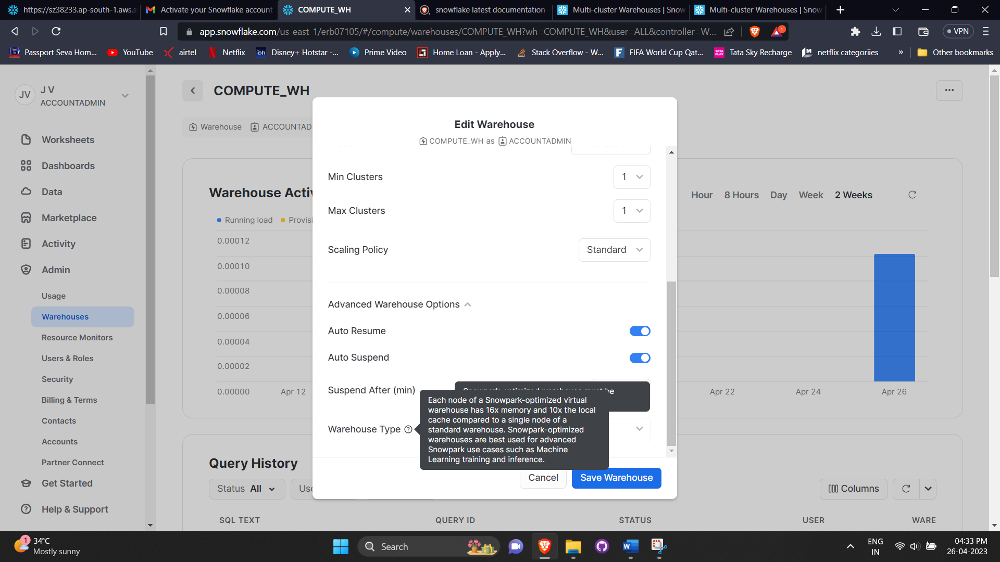 https://sz38233.ap-south-1.aws.s
Activate your Snowflake account
COMPUTE_WH
snowflake latest documentation
Multi-cluster Warehouses | Snow
Multi-cluster Warehouses | Snow
app.snowflake.com/us-east-1/erb07105/#/compute/warehouses/COMPUTE_WH?wh=COMPUTE_WH&user=ALL&controller=W...
1
VPN
Passport Seva Hom...
YouTube
airtel
Netflix
Disney+ Hotstar -...
Prime Video
Home Loan - Apply...
Stack Overflow - W...
FIFA World Cup Qat...
Tata Sky Recharge
netflix categoriies
»
Other bookmarks
JV
J V
ACCOUNTADMIN
Worksheets
Dashboards
Data
Marketplace
Activity
Admin
Usage
Warehouses
Resource Monitors
Users & Roles
Security
Billing & Terms
Contacts
Accounts
Partner Connect
Get Started
Help & Support
COMPUTE_WH
Warehouse
ACCOUNTAD
Warehouse Activ
Running load
Provisi
Hour
8 Hours
Day
Week
2 Weeks
0.00012
0.00010
0.00008
0.00006
0.00004
0.00002
0.00000
Apr 12
Apr 22
Apr 24
Apr 26
Edit Warehouse
COMPUTE_WH as ACCOUNTADMIN
Min Clusters
1
Max Clusters
1
Scaling Policy
Standard
Advanced Warehouse Options
Auto Resume
Auto Suspend
Suspend After (min)
be
Warehouse Type
Each node of a Snowpark-optimized virtual
warehouse has 16x memory and 10x the local
cache compared to a single node of a
standard warehouse. Snowpark-optimized
warehouses are best used for advanced
Snowpark use cases such as Machine
Learning training and inference.
Cancel
Save Warehouse
Query History
Status All
Use
Columns
SQL TEXT
QUERY ID
STATUS
USER
WARE
1
34°C
Mostly sunny
Search
ENG
IN
04:33 PM
26-04-2023